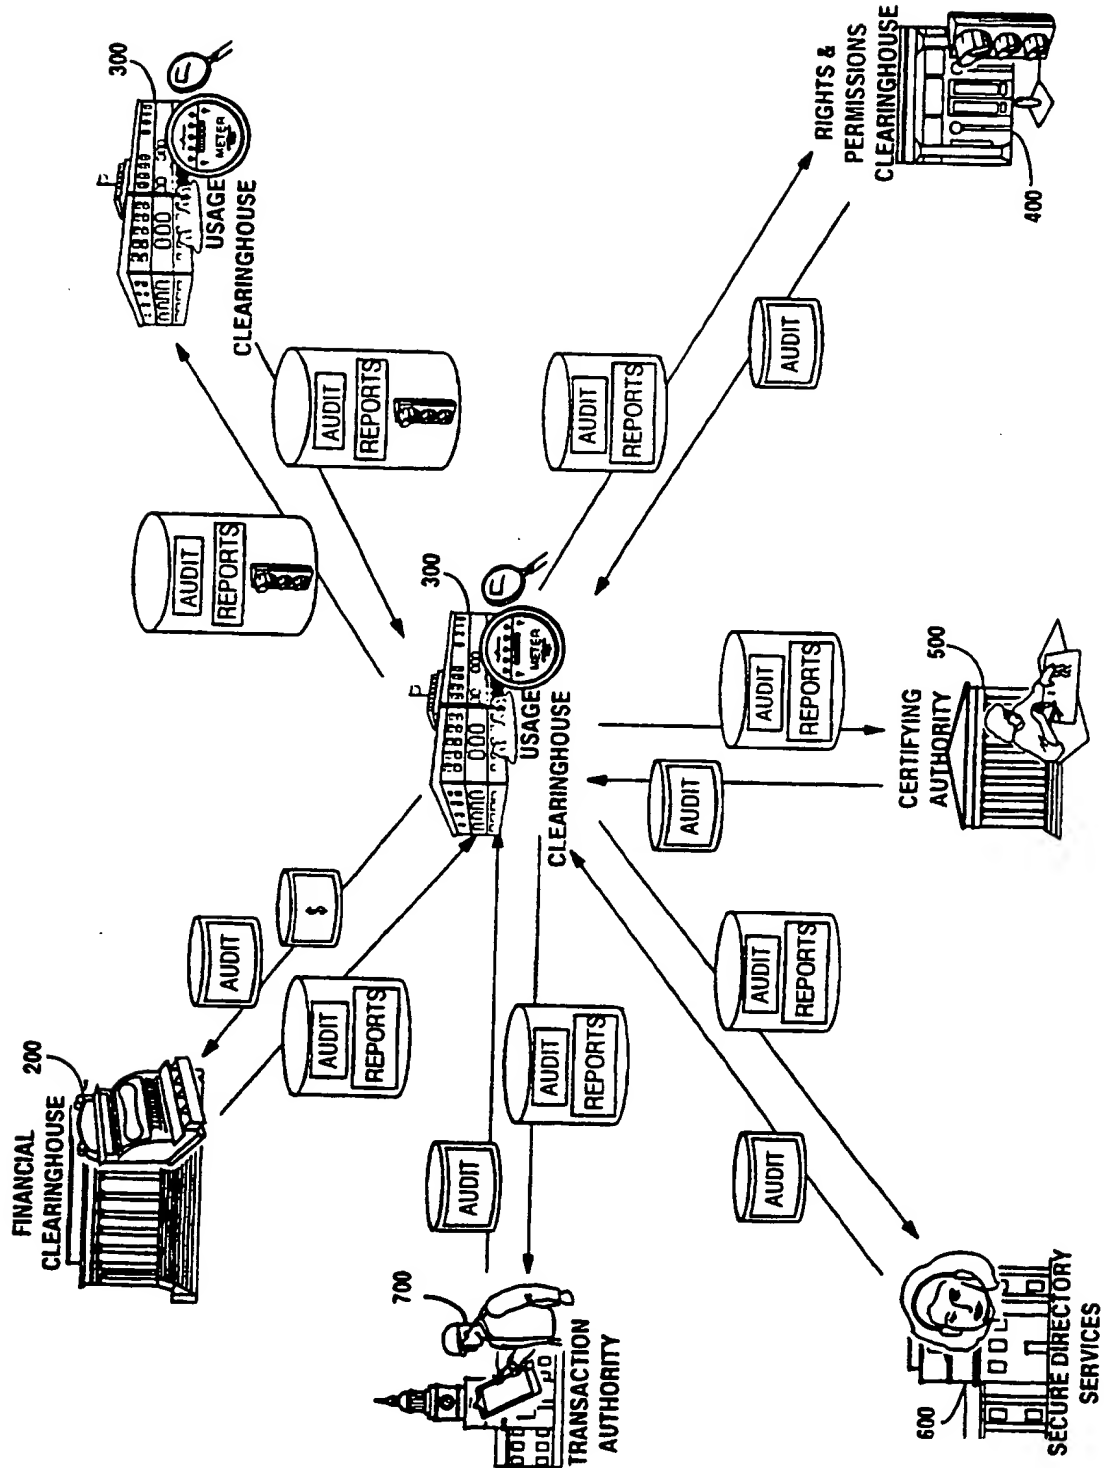 FINANCIAL
CLEARINGHOUSE
200
AUDIT
$
AUDIT
REPORTS
AUDIT
REPORTS
AUDIT
REPORTS
300
METER
USAGE
CLEARINGHOUSE
TRANSACTION
AUTHORITY
700
AUDIT
AUDIT
REPORTS
300
METER
USAGE
CLEARINGHOUSE
AUDIT
REPORTS
AUDIT
RIGHTS &
PERMISSIONS
CLEARINGHOUSE
400
SECURE DIRECTORY
SERVICES
600
AUDIT
AUDIT
REPORTS
AUDIT
AUDIT
REPORTS
CERTIFYING
AUTHORITY
500